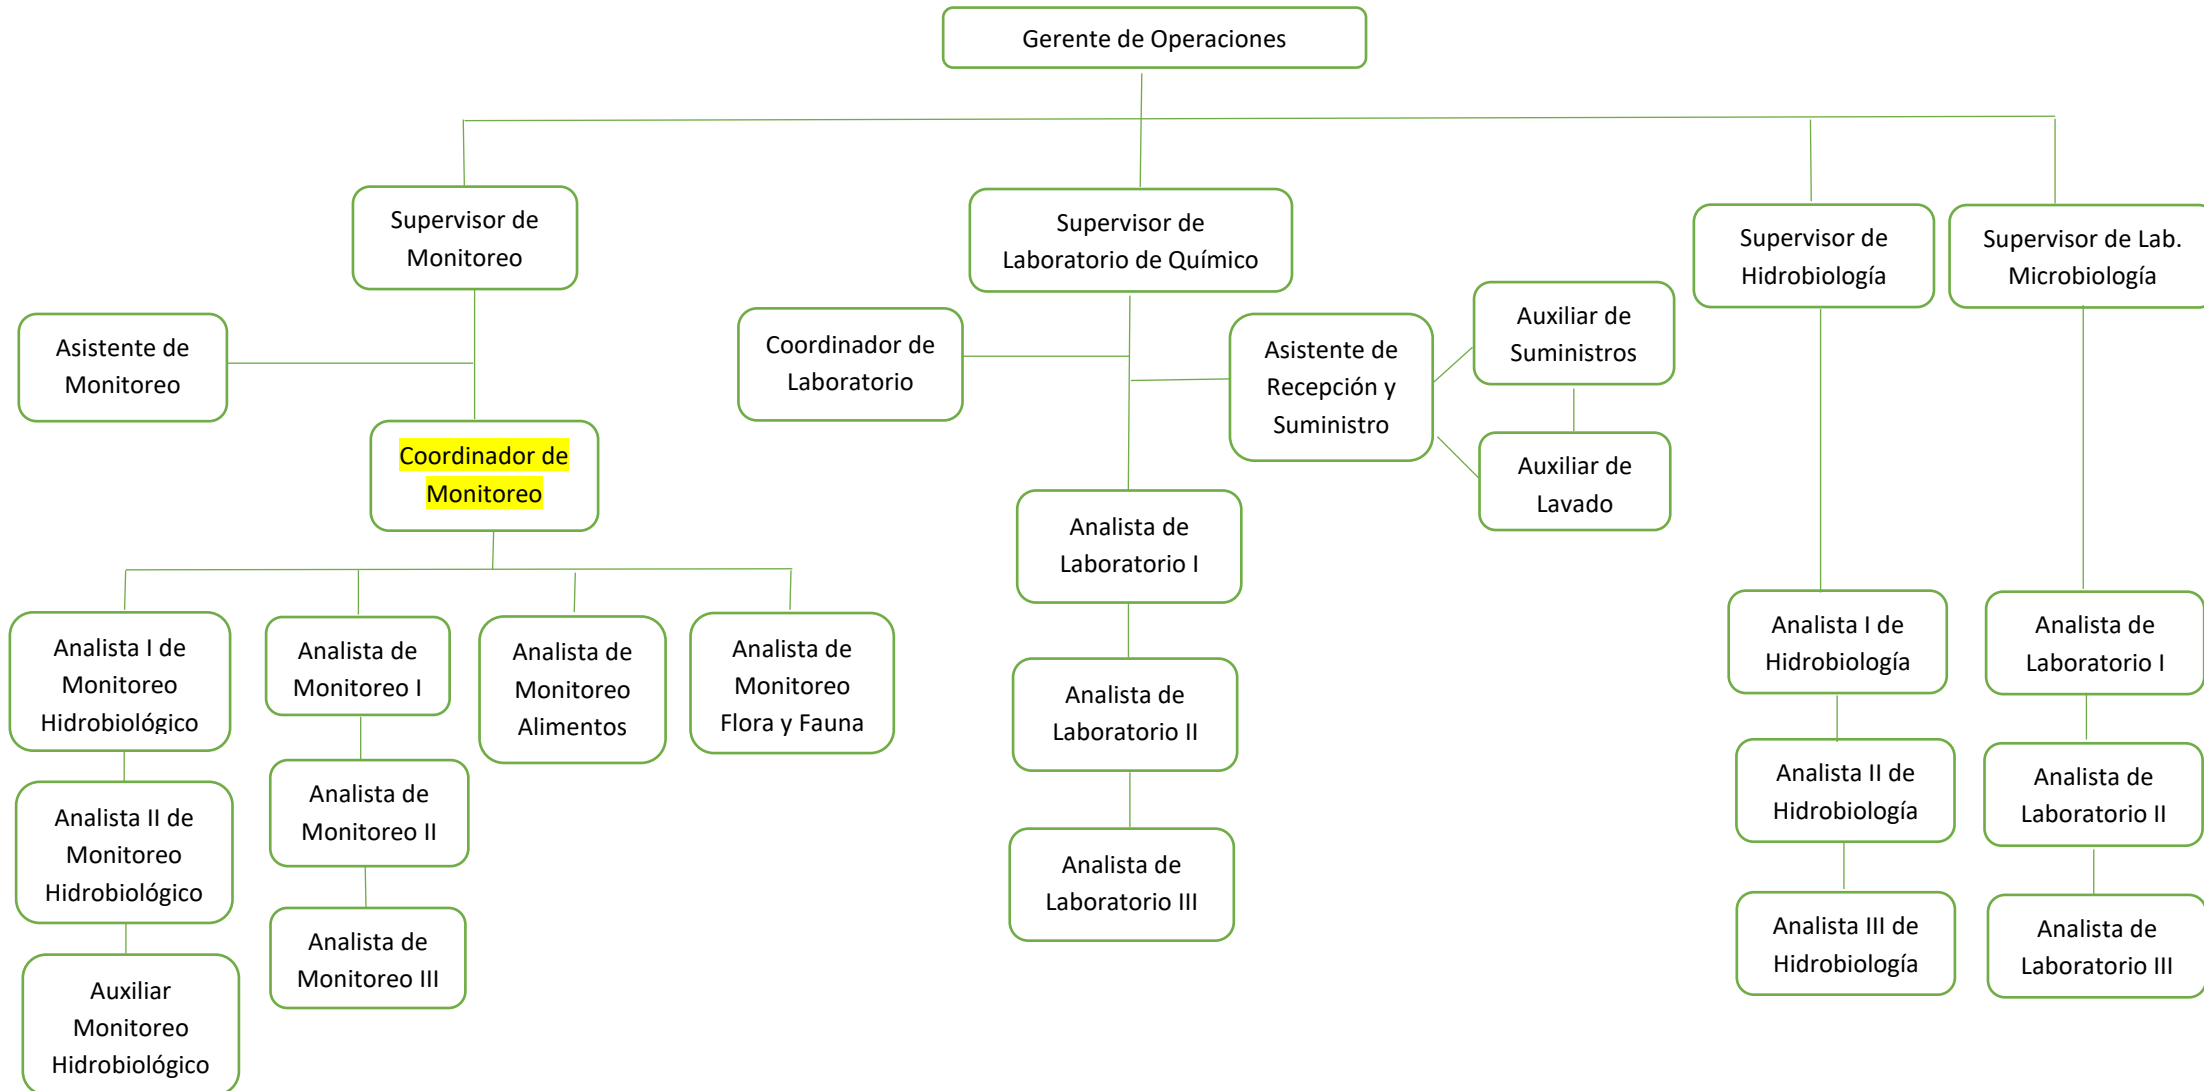 Gerente de Operaciones
Supervisor de
Monitoreo
Supervisor de
Laboratorio de Químico
Supervisor de
Hidrobiología
Supervisor de Lab.
Microbiología
Asistente de
Monitoreo
Coordinador de
Laboratorio
Asistente de
Recepción y
Suministro
Auxiliar de
Suministros
Auxiliar de
Lavado
Coordinador de
Monitoreo
Analista I de
Monitoreo
Hidrobiológico
Analista de
Monitoreo I
Analista de
Monitoreo
Alimentos
Analista de
Monitoreo
Flora y Fauna
Analista II de
Monitoreo
Hidrobiológico
Analista de
Monitoreo II
Auxiliar
Monitoreo
Hidrobiológico
Analista de
Monitoreo III
Analista de
Laboratorio I
Analista de
Laboratorio II
Analista de
Laboratorio III
Analista I de
Hidrobiología
Analista II de
Hidrobiología
Analista III de
Hidrobiología
Analista de
Laboratorio I
Analista de
Laboratorio II
Analista de
Laboratorio III